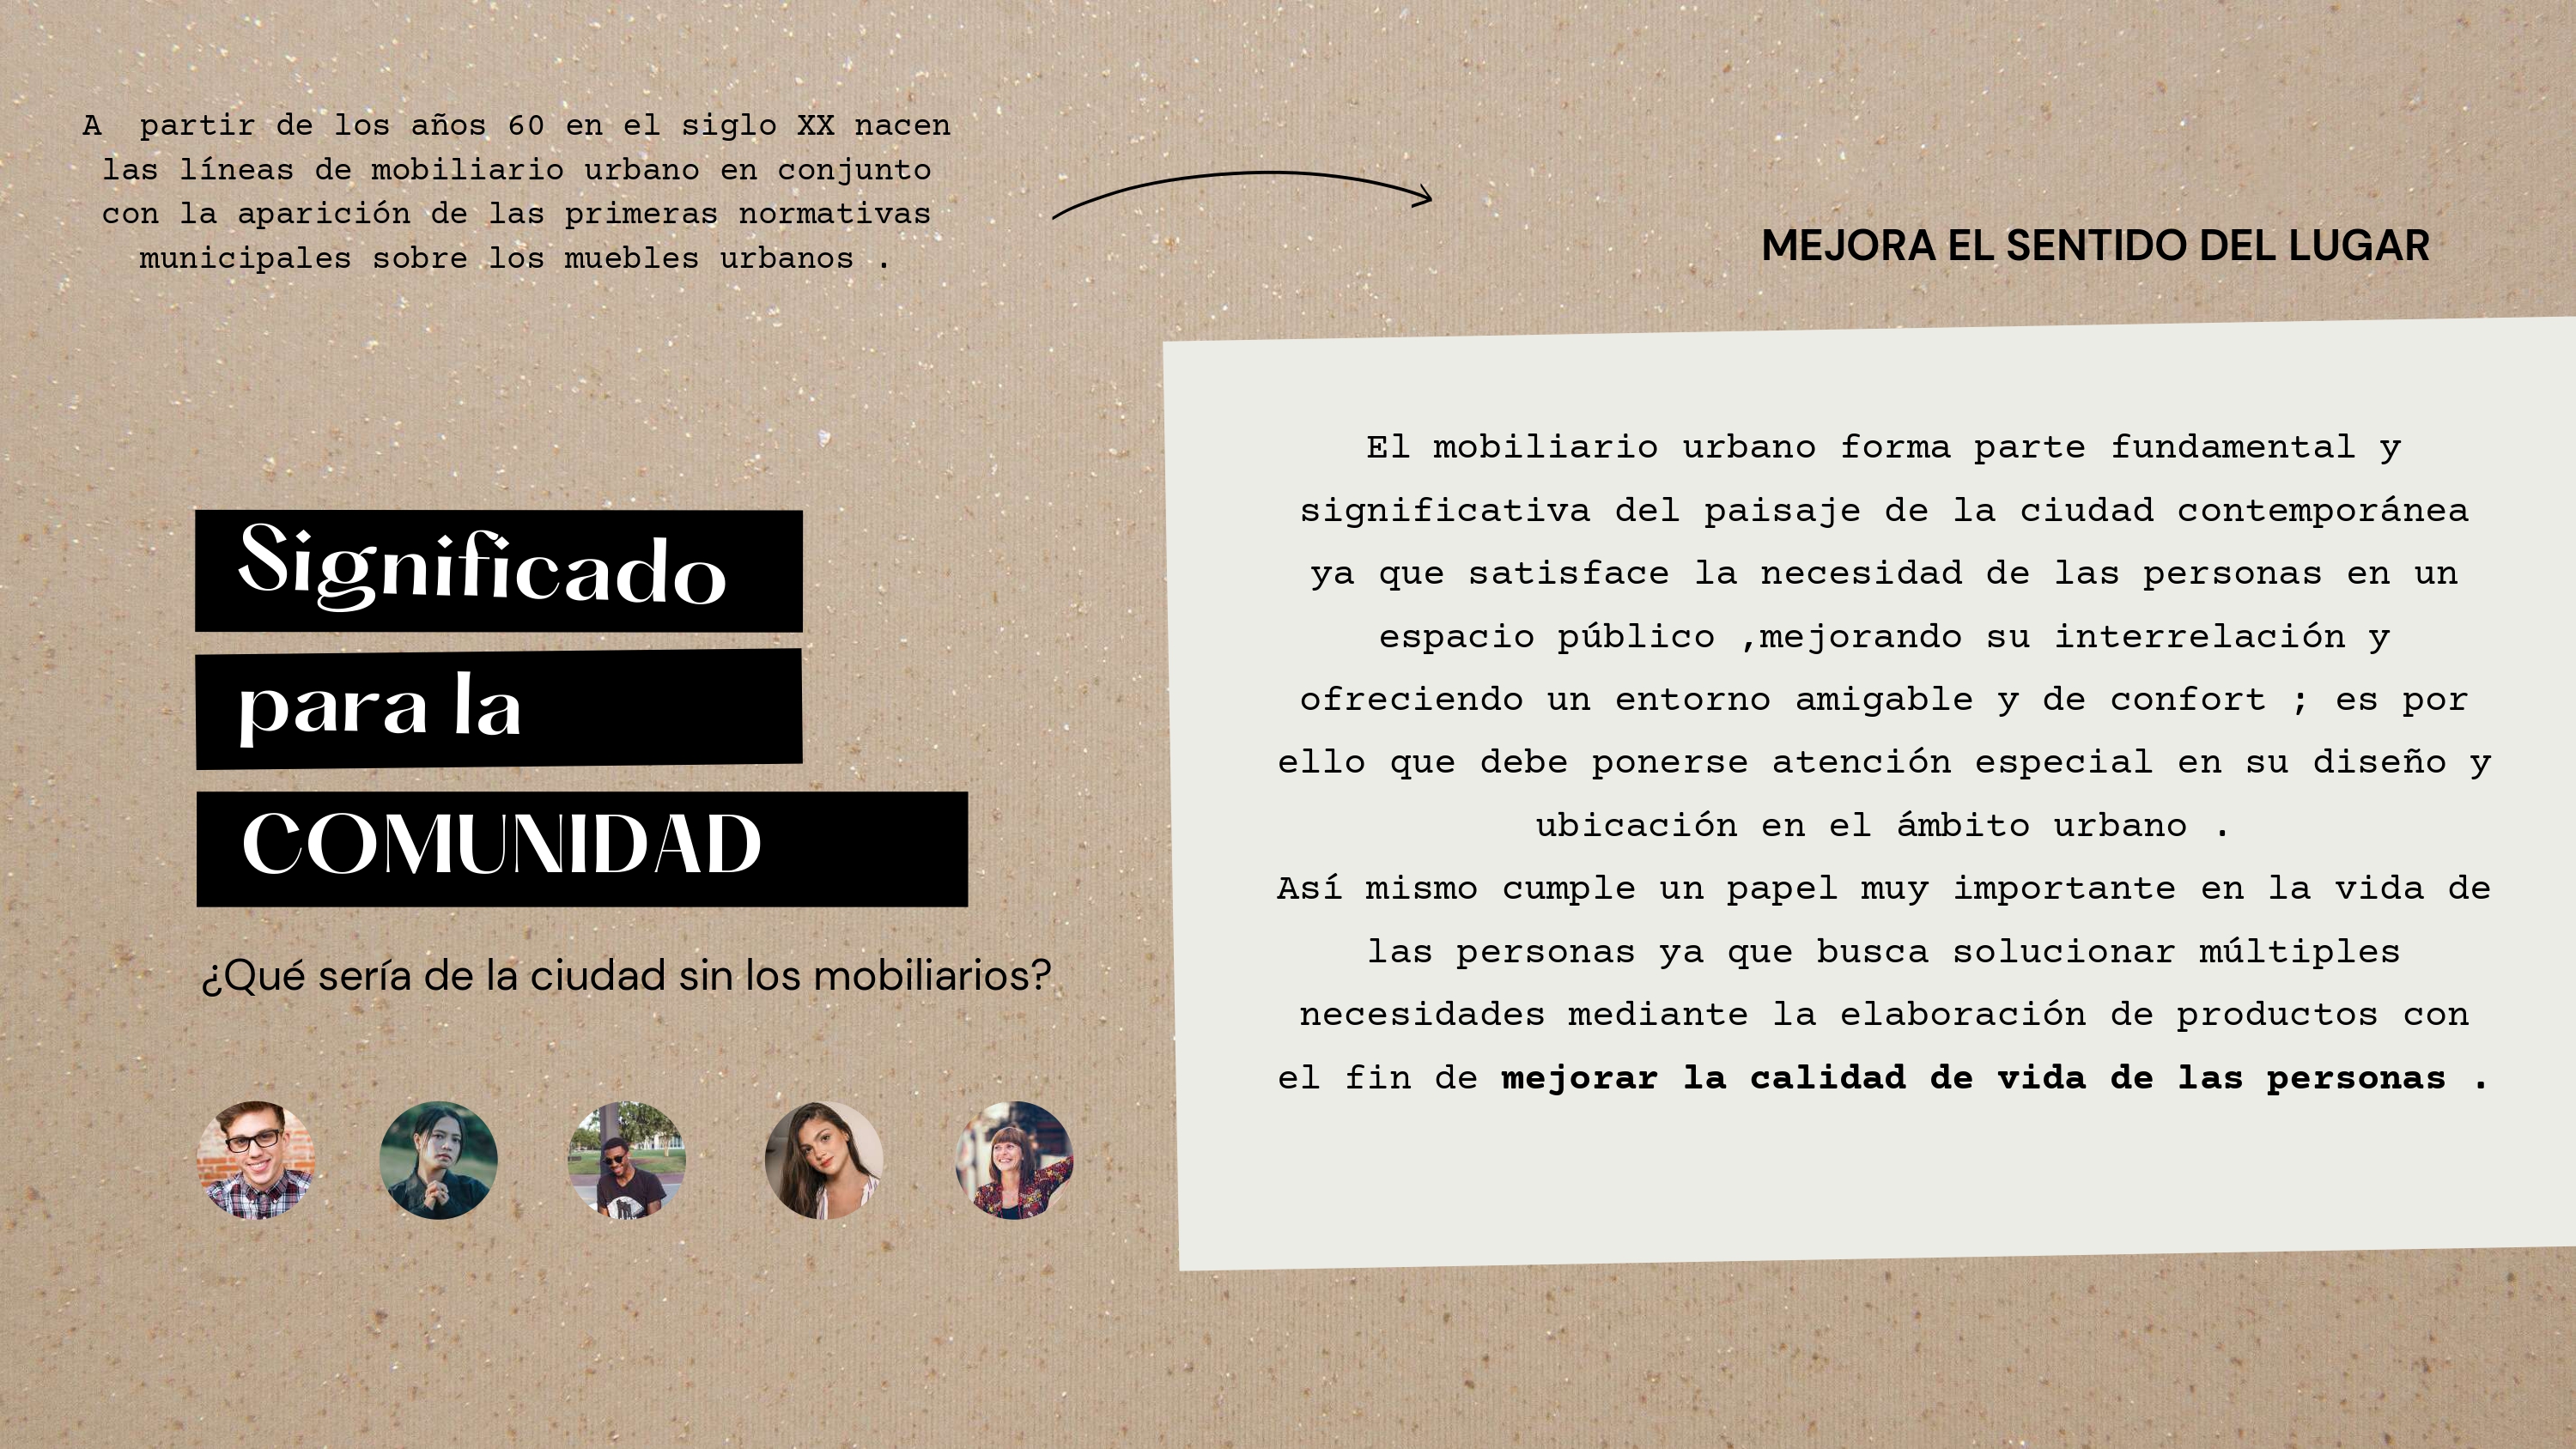 A  partir de los años 60 en el siglo XX nacen
las líneas de mobiliario urbano en conjunto
con la aparición de las primeras normativas
municipales sobre los muebles urbanos .
MEJORA EL SENTIDO DEL LUGAR
Significado
para la
COMUNIDAD
¿Qué sería de la ciudad sin los mobiliarios?
El mobiliario urbano forma parte fundamental y
significativa del paisaje de la ciudad contemporánea
ya que satisface la necesidad de las personas en un
espacio público ,mejorando su interrelación y
ofreciendo un entorno amigable y de confort ; es por
ello que debe ponerse atención especial en su diseño y
ubicación en el ámbito urbano .
Así mismo cumple un papel muy importante en la vida de
las personas ya que busca solucionar múltiples
necesidades mediante la elaboración de productos con
el fin de mejorar la calidad de vida de las personas .